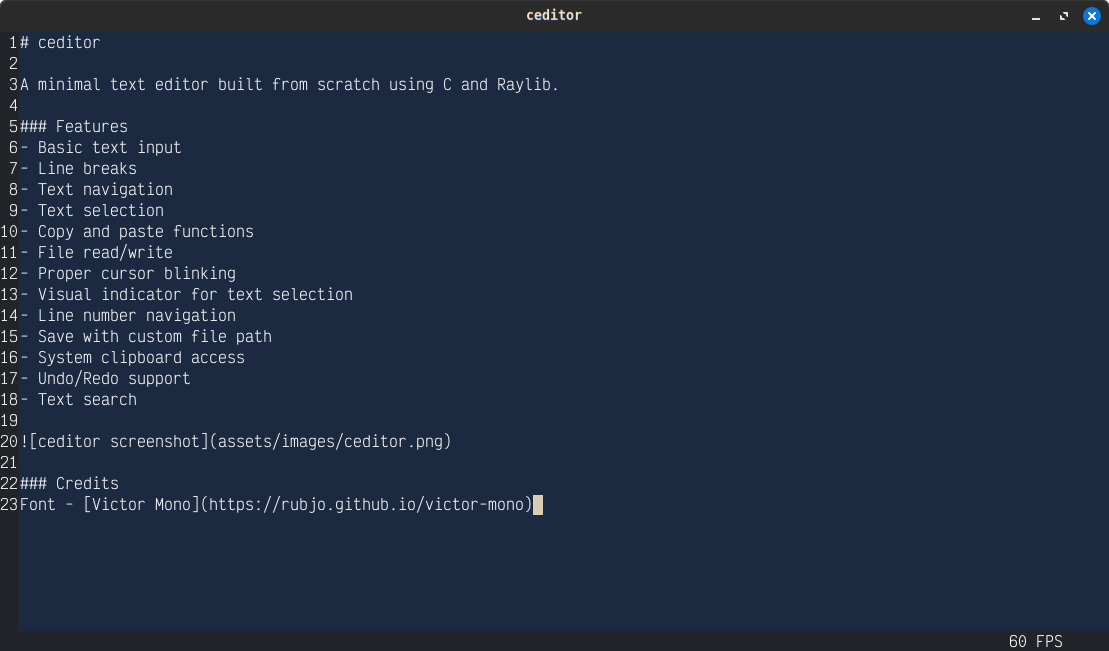 ceditor
1# ceditor
2
3A minimal text editor built from scratch using C and Raylib.
4
5### Features
6- Basic text input
7- Line breaks
8- Text navigation
9- Text selection
10- Copy and paste functions
11- File read/write
12- Proper cursor blinking
13- Visual indicator for text selection
14- Line number navigation
15- Save with custom file path
16- System clipboard access
17- Undo/Redo support
18- Text search
19
20![ceditor screenshot](assets/images/ceditor.png)
21
22### Credits
23Font - [Victor Mono](https://rubjo.github.io/victor-mono)
60 FPS